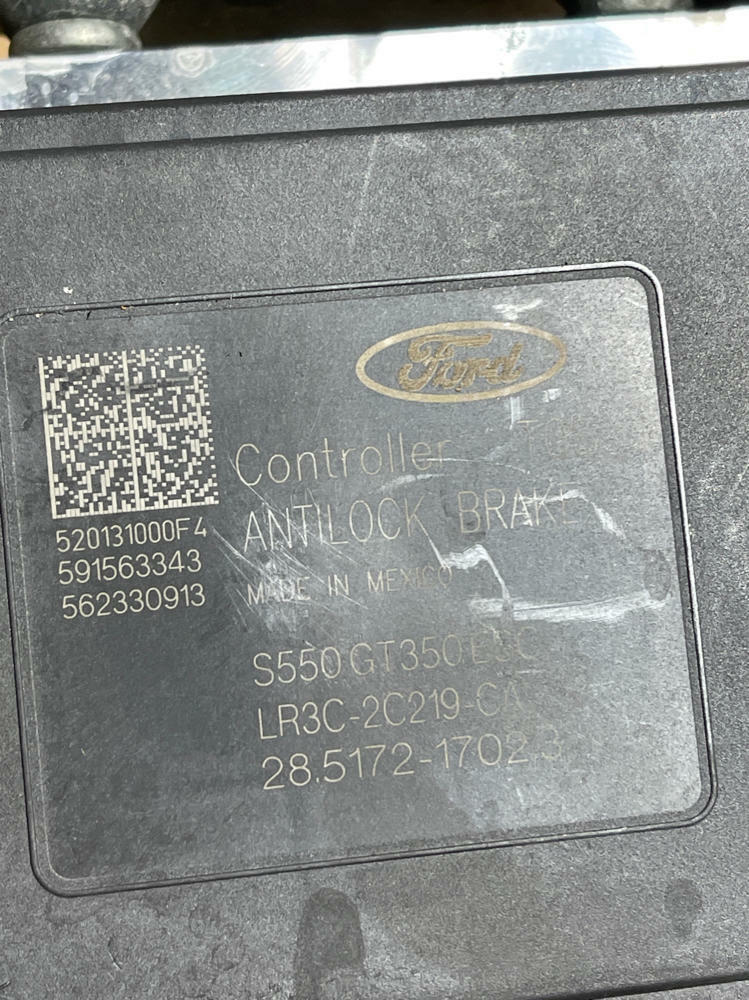 Ford
520131000F4
591563343
562330913
Controller
ANTILOCK BRAKE
MADE IN MEXICO
S550 GT350 ESC
LR3C-2C219-CA
28.5172-1702.3